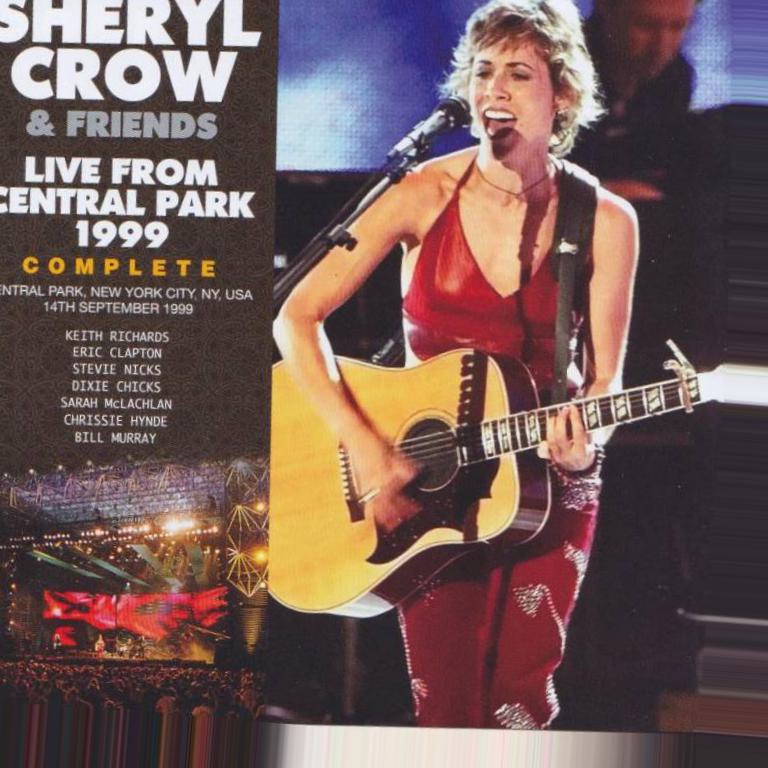 SHERYL
CROW
& FRIENDS
LIVE FROM
CENTRAL PARK
1999
COMPLETE
ENTRAL PARK, NEW YORK CITY, NY, USA
14TH SEPTEMBER 1999
KEITH RICHARDS
ERIC CLAPTON
STEVIE NICKS
DIXIE CHICKS
SARAH McLACHLAN
CHRISSIE HYNDE
BILL MURRAY